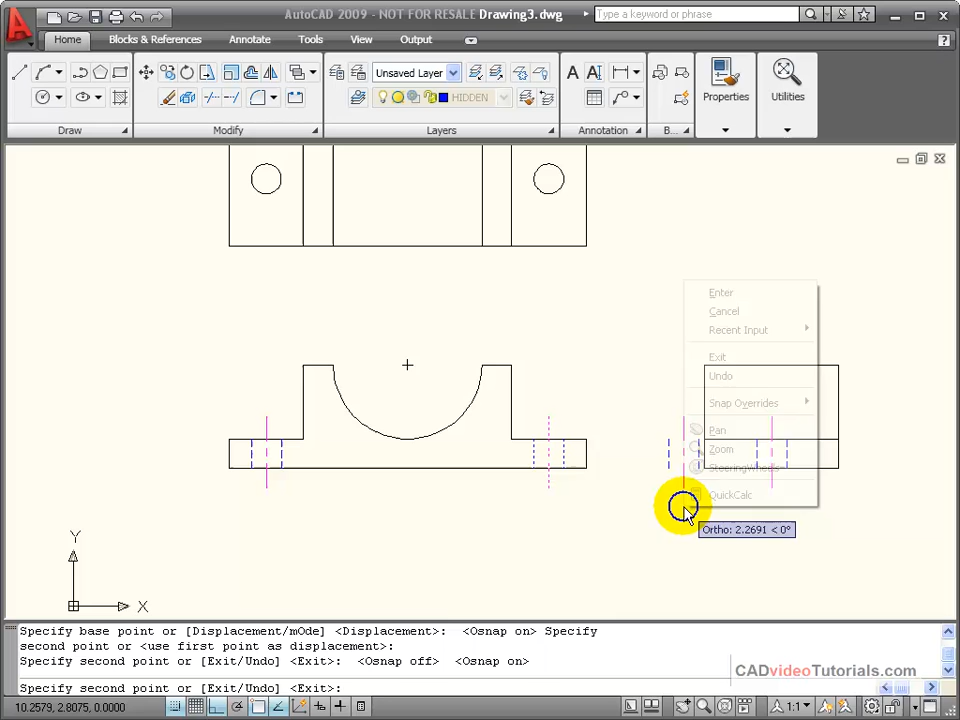 AutoCAD 2009 - NOT FOR RESALE Drawing3.dwg
Type a keyword or phrase
Home Blocks & References Annotate Tools View Output
Unsaved Layer
HIDDEN
Properties
Utilities
Draw Modify Layers Annotation B...
Enter
Cancel
Recent Input
Exit
Undo
Snap Overrides
Pan
Zoom
SteeringWheels
QuickCalc
Ortho: 2.2691 < 0°
Y
X
Specify base point or [Displacement/mOde] <Displacement>: <Osnap on> Specify
second point or <use first point as displacement>:
Specify second point or [Exit/Undo] <Exit>: <Osnap off> <Osnap on>
Specify second point or [Exit/Undo] <Exit>:
CADvideoTutorials.com
10.2579, 2.8075, 0.0000
1:1